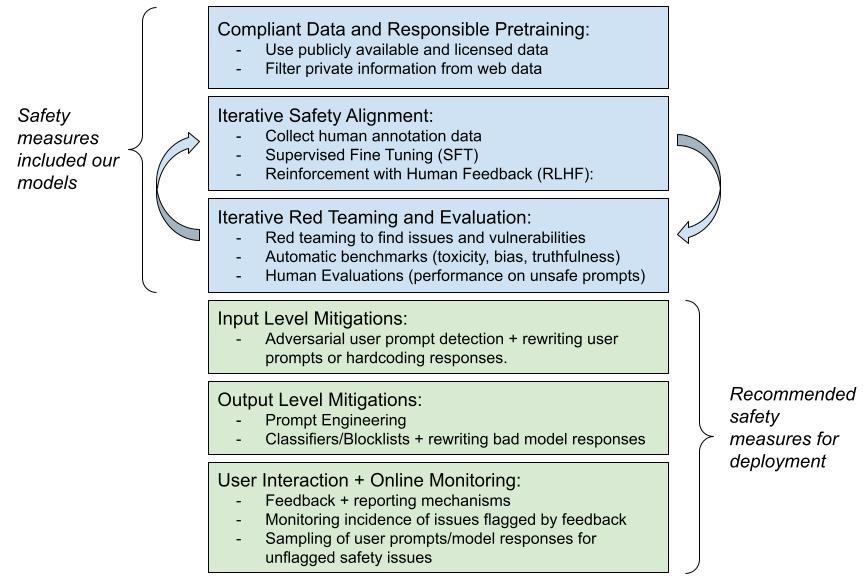 Compliant Data and Responsible Pretraining:
- Use publicly available and licensed data
- Filter private information from web data
Safety
measures
included our
models
Iterative Safety Alignment:
- Collect human annotation data
- Supervised Fine Tuning (SFT)
- Reinforcement with Human Feedback (RLHF):
Iterative Red Teaming and Evaluation:
- Red teaming to find issues and vulnerabilities
- Automatic benchmarks (toxicity, bias, truthfulness)
- Human Evaluations (performance on unsafe prompts)
Input Level Mitigations:
- Adversarial user prompt detection + rewriting user
prompts or hardcoding responses.
Output Level Mitigations:
- Prompt Engineering
- Classifiers/Blocklists + rewriting bad model responses
Recommended
safety
measures for
deployment
User Interaction + Online Monitoring:
- Feedback + reporting mechanisms
- Monitoring incidence of issues flagged by feedback
- Sampling of user prompts/model responses for
unflagged safety issues